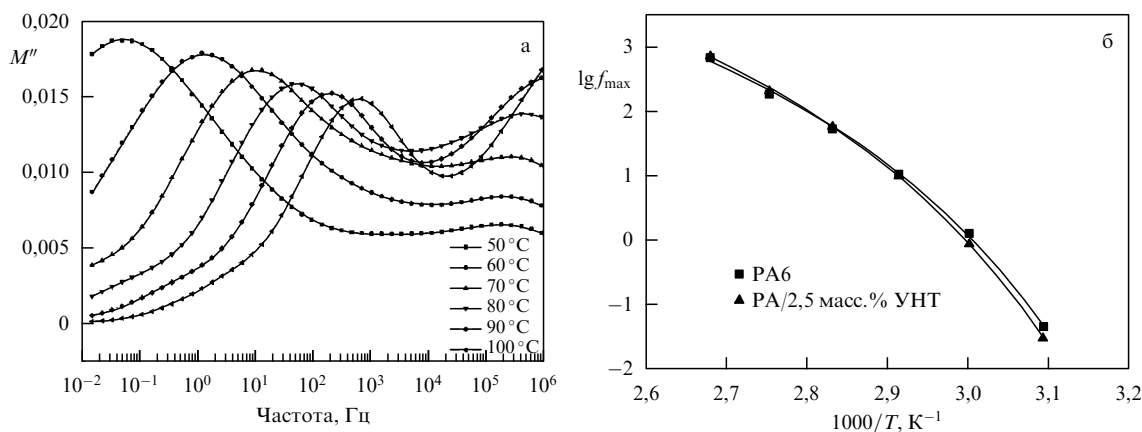 0,020
M″
а
0,015
0,010
0,005
0
50 °C
60 °C
70 °C
80 °C
90 °C
100 °C
10⁻² 10⁻¹ 10⁰ 10¹ 10² 10³ 10⁴ 10⁵ 10⁶
Частота, Гц
б
3
lg f_max
2
1
0
−1
−2
PA6
PA/2,5 масс.% УНТ
2,6 2,7 2,8 2,9 3,0 3,1 3,2
1000/T, К⁻¹